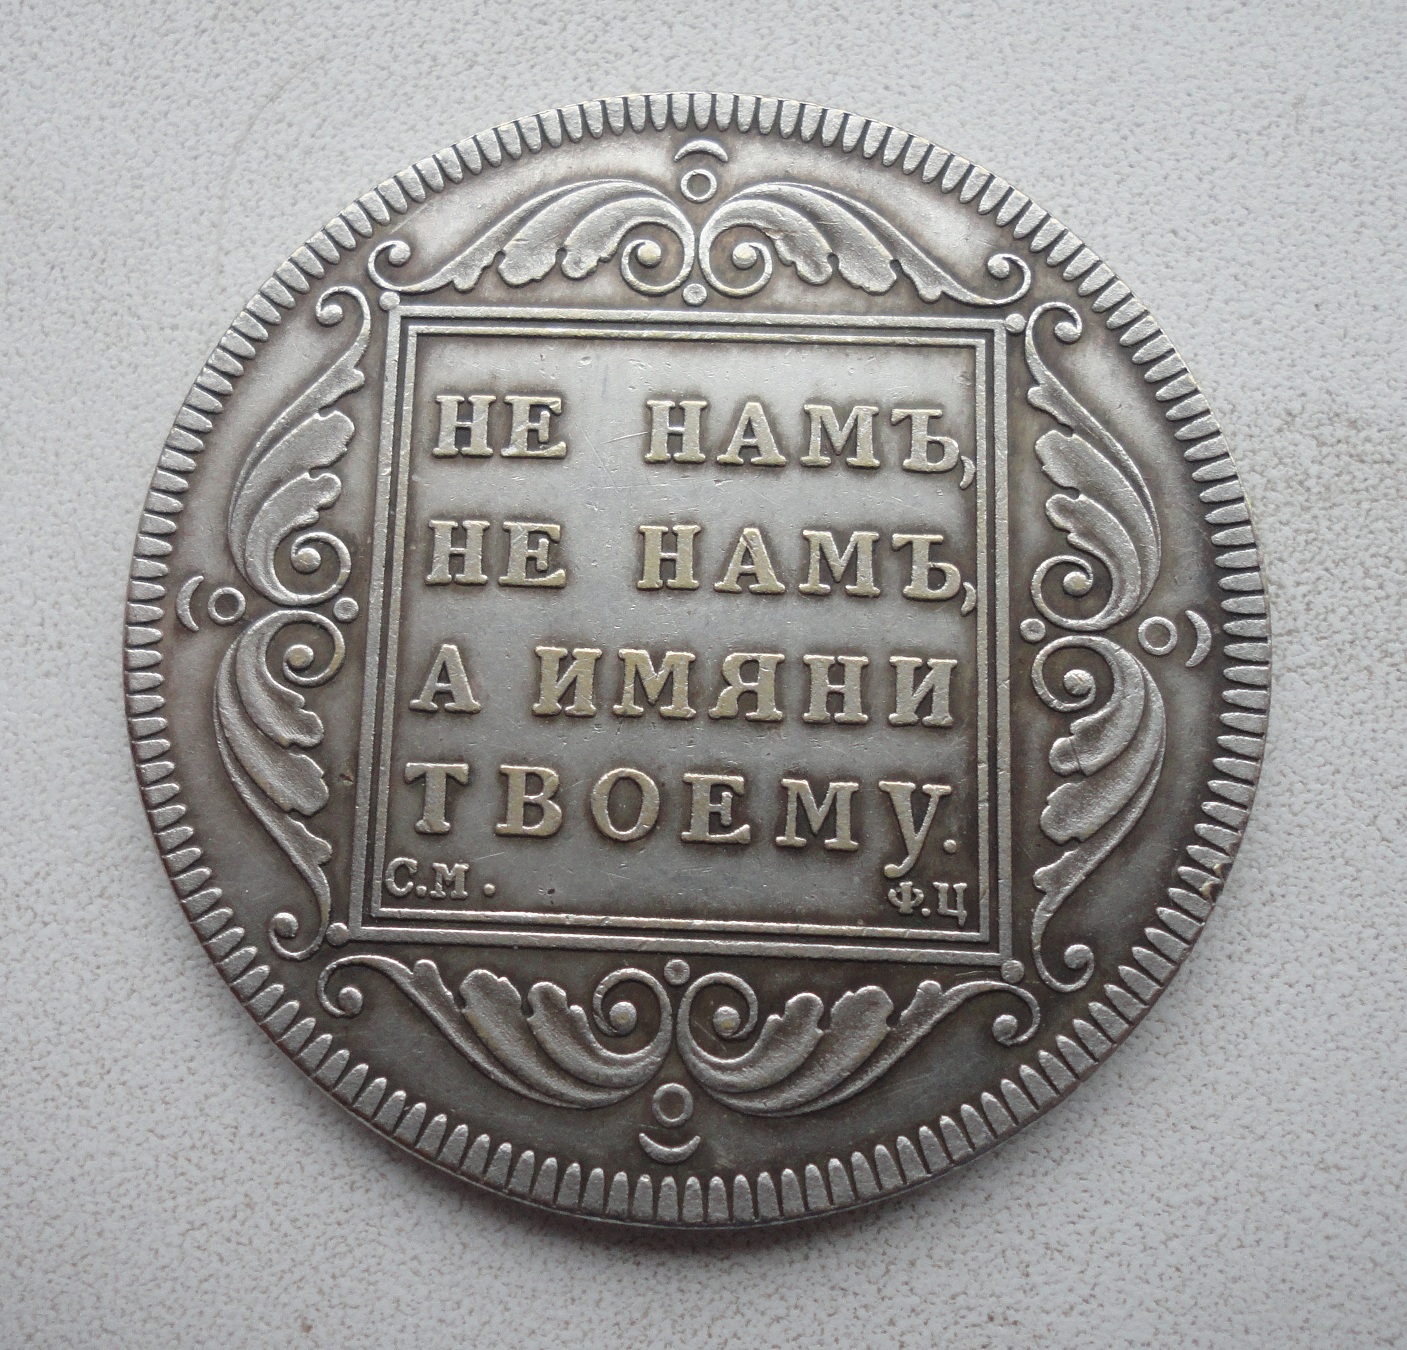 НЕ НАМЪ,
НЕ НАМЪ,
А ИМЯНИ
ТВОЕМУ.
С.М. Ф.Ц